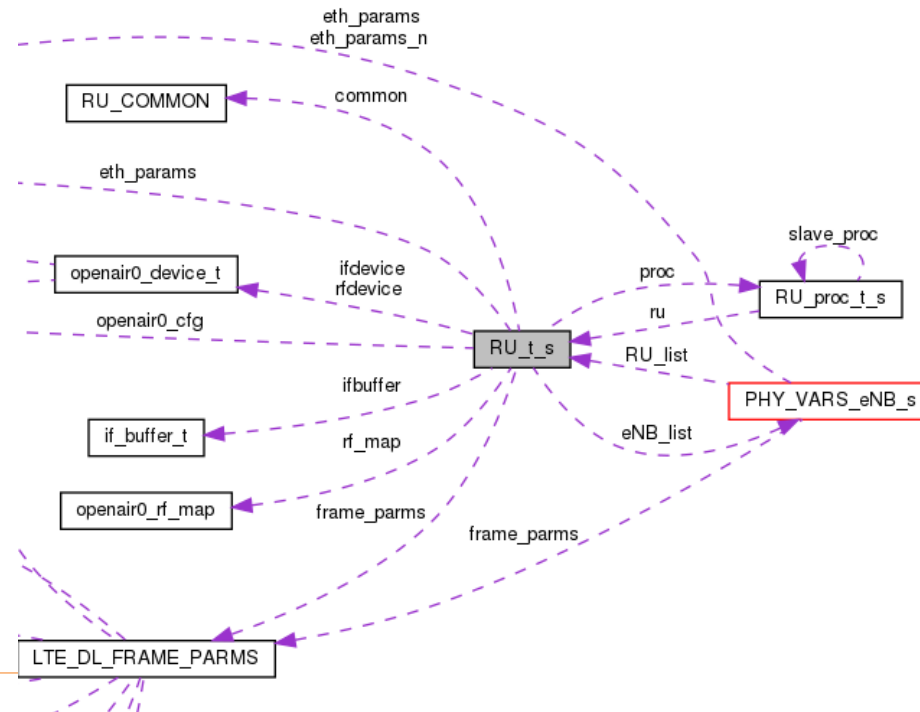 eth_params
eth_params_n
RU_COMMON
common
eth_params
slave_proc
openair0_device_t
ifdevice
rfdevice
proc
RU_proc_t_s
openair0_cfg
ru
RU_t_s
RU_list
ifbuffer
PHY_VARS_eNB_s
if_buffer_t
rf_map
eNB_list
openair0_rf_map
frame_parms
frame_parms
LTE_DL_FRAME_PARMS